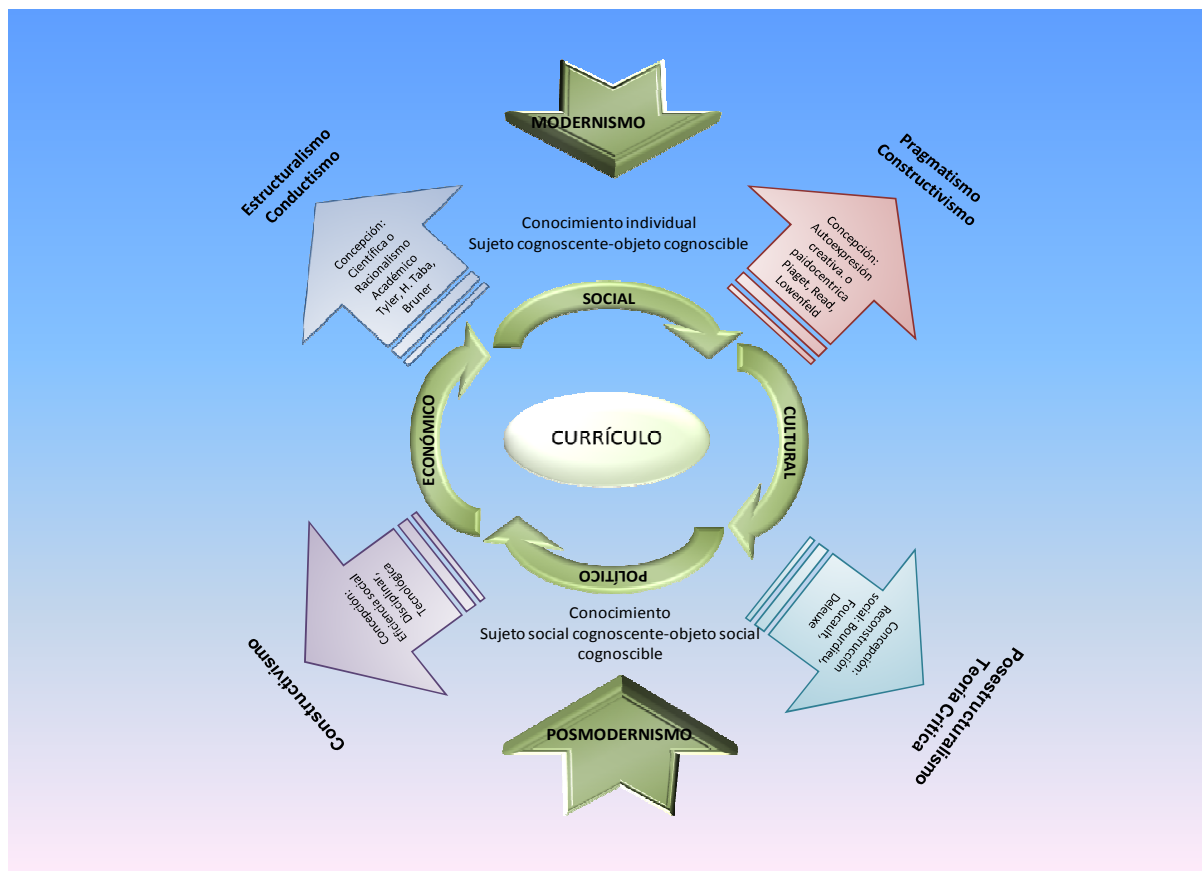 MODERNISMO
Estructuralismo
Conductismo
Pragmatismo
Constructivismo
Concepción:
Científica o
Racionalismo
Académico
Tyler, H. Taba,
Bruner
Conocimiento individual
Sujeto cognoscente-objeto cognoscible
Concepción:
Autoexpresión
creativa. o
paidocentrica
Piaget, Read,
Lowenfeld
SOCIAL
ECONÓMICO
CURRÍCULO
CULTURAL
POLÍTICO
Concepción:
Eficiencia social
Disciplinar,
Tecnológica
Conocimiento
Sujeto social cognoscente-objeto social
cognoscible
Concepción:
Reconstrucción
social: Bourdieu,
Foucault,
Deleuxe
Constructivismo
POSMODERNISMO
Posestructuralismo
Teoría Crítica